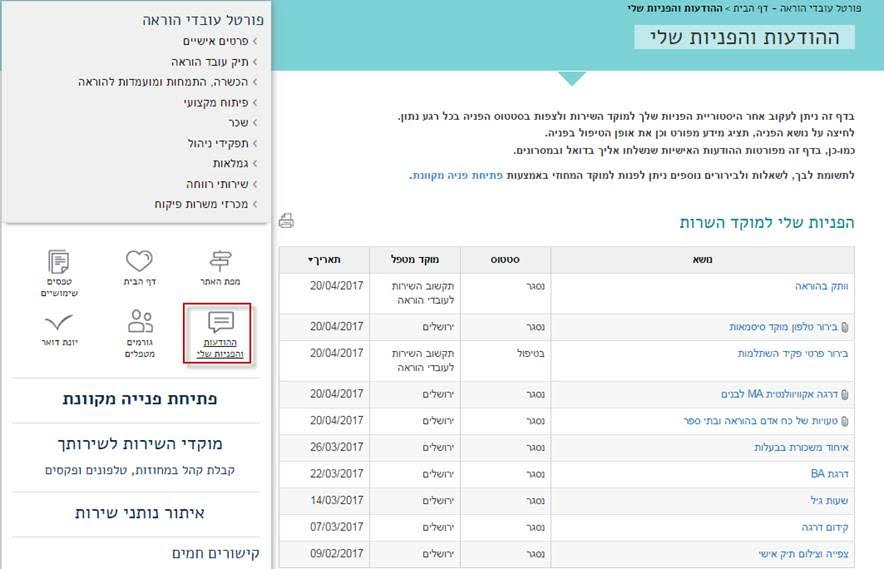 פורטל עובדי הוראה - דף הבית > ההודעות והפניות שלי
ההודעות והפניות שלי
פורטל עובדי הוראה
פרטים אישיים
תיק עובד הוראה
הכשרה, התמחות ומועמדות להוראה
פיתוח מקצועי
שכר
תפקידי ניהול
גמלאות
שירותי רווחה
מכרזי משרות פיקוח
מפת האתר
דף הבית
טפסים
שימושיים
ההודעות
והפניות שלי
גורמים
מטפלים
יונת דואר
פתיחת פנייה מקוונת
מוקדי השירות לשירותך
קבלת קהל במחוזות, טלפונים ופקסים
איתור נותני שירות
קישורים חמים
בדף זה ניתן לעקוב אחר היסטוריית הפניות שלך למוקד השירות ולצפות בסטטוס הפניה בכל רגע נתון.
לחיצה על נושא הפניה, תציג מידע מפורט וכן את אופן הטיפול בפניה.
כמו-כן, בדף זה מפורטות ההודעות האישיות שנשלחו אליך בדואל ובמסרונים.
לתשומת לבך, לשאלות ולבירורים נוספים ניתן לפנות למוקד המחוזי באמצעות פתיחת פניה מקוונת.
הפניות שלי למוקד השרות
נושא סטטוס מוקד מטפל תאריך▼
וותק בהוראה נסגר תקשוב השירות לעובדי הוראה 20/04/2017
בירור טלפון מוקד סיסמאות נסגר ירושלים 20/04/2017
בירור פרטי פקיד השתלמות בטיפול תקשוב השירות לעובדי הוראה 20/04/2017
דרגה אקוויוולנטית MA לבנים נסגר ירושלים 20/04/2017
טעויות של כח אדם בהוראה ובתי ספר נסגר ירושלים 20/04/2017
איחוד משכורת בבעלות נסגר ירושלים 26/03/2017
דרגת BA נסגר ירושלים 22/03/2017
שעות גיל נסגר ירושלים 14/03/2017
קידום דרגה נסגר ירושלים 07/03/2017
צפייה וצילום תיק אישי נסגר ירושלים 09/02/2017